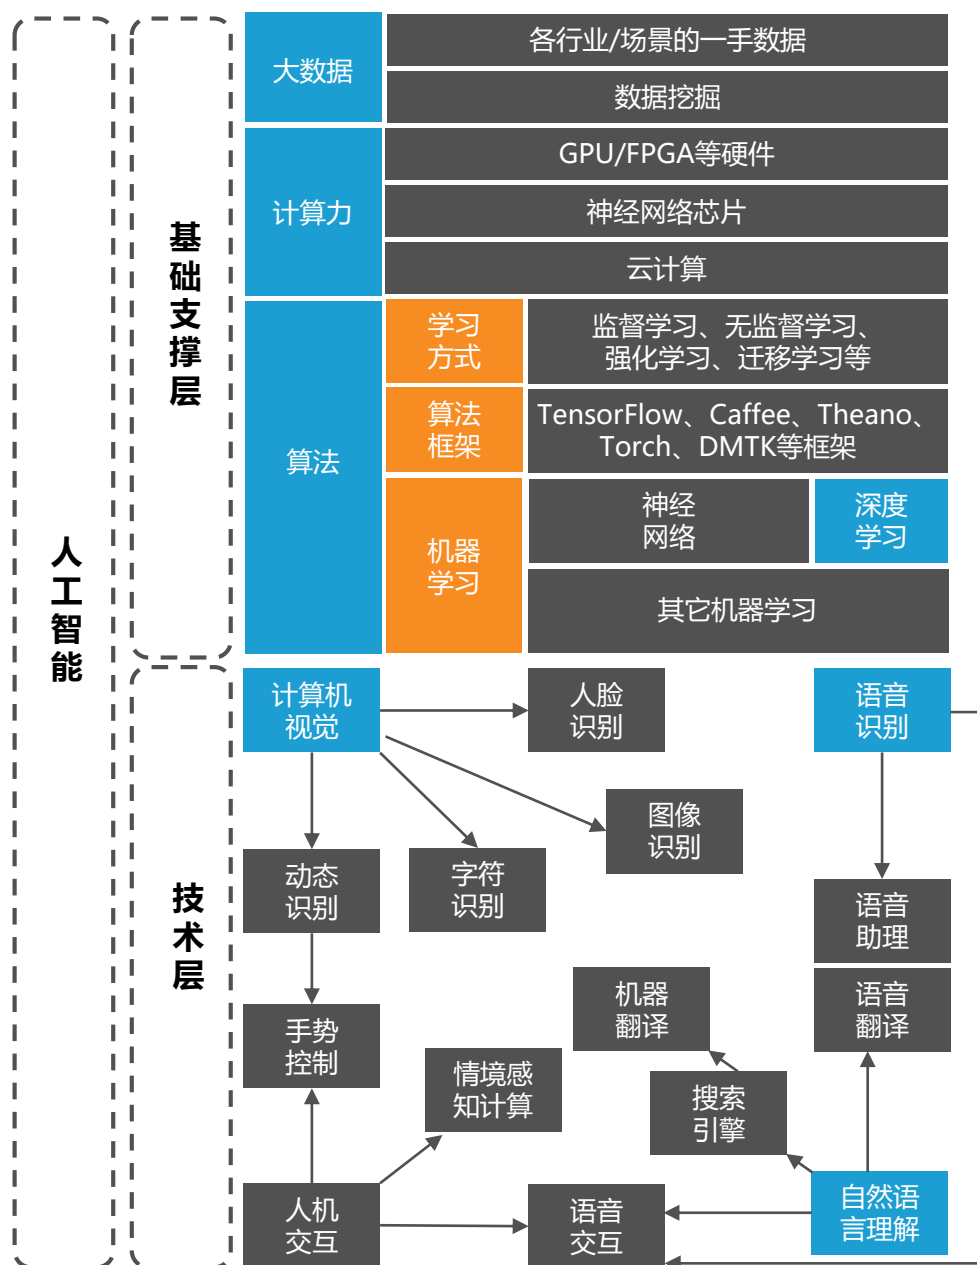 人工智能
基础支撑层
大数据
各行业/场景的一手数据
数据挖掘
计算力
GPU/FPGA等硬件
神经网络芯片
云计算
算法
学习
方式
监督学习、无监督学习、
强化学习、迁移学习等
算法
框架
TensorFlow、Caffee、Theano、
Torch、DMTK等框架
机器
学习
神经
网络
深度
学习
其它机器学习
技术层
计算机
视觉
人脸
识别
语音
识别
图像
识别
动态
识别
字符
识别
语音
助理
手势
控制
机器
翻译
语音
翻译
情境感
知计算
搜索
引擎
人机
交互
语音
交互
自然语
言理解